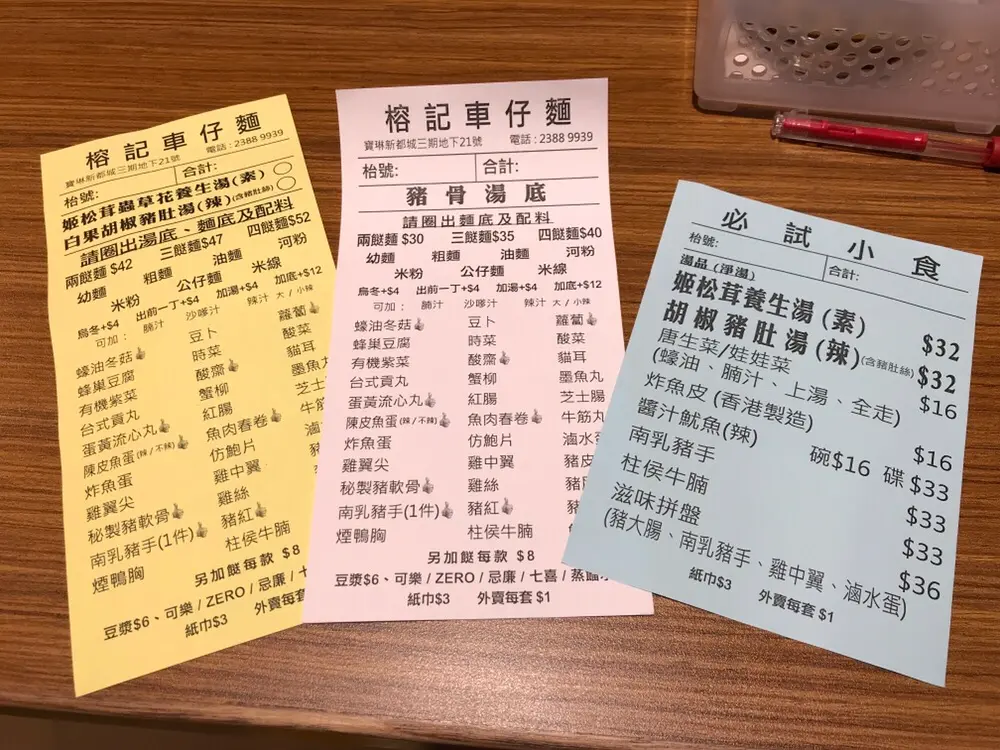 榕記車仔麵
寶琳新都城三期地下21號 電話:2388 9939
枱號: 合計:
姬松茸蟲草花養生湯(素)
白果胡椒豬肚湯(辣)(含豬肚絲)
請圈出湯底、麵底及配料
兩餸麵 $42 三餸麵$47 四餸麵$52
幼麵 粗麵 油麵 河粉
米粉 公仔麵 米線
烏冬+$4 出前一丁+$4 加湯+$4 加底+$12
可加: 腩汁 沙嗲汁 辣汁 大/小辣
蠔油冬菇 豆卜 蘿蔔
蜂巢豆腐 時菜 酸菜
有機紫菜 酸齋 貓耳
台式貢丸 蟹柳 墨魚丸
蛋黃流心丸 紅腸 芝士
陳皮魚蛋(辣/不辣) 魚肉春卷 牛筋
炸魚蛋 仿鮑片 滷
雞翼尖 雞中翼
秘製豬軟骨 雞絲
南乳豬手(1件) 豬紅
煙鴨胸 柱侯牛腩
另加餸每款 $8
豆漿$6、可樂/ZERO/忌廉/七
紙巾$3 外賣每套
榕記車仔麵
寶琳新都城三期地下21號 電話:2388 9939
枱號: 合計:
豬骨湯底
請圈出麵底及配料
兩餸麵$30 三餸麵$35 四餸麵$40
幼麵 粗麵 油麵 河粉
米粉 公仔麵 米線
烏冬+$4 出前一丁+$4 加湯+$4 加底+$12
可加: 腩汁 沙嗲汁 辣汁 大/小辣
蠔油冬菇 豆卜 蘿蔔
蜂巢豆腐 時菜 酸菜
有機紫菜 酸齋 貓耳
台式貢丸 蟹柳 墨魚丸
蛋黃流心丸 紅腸 芝士腸
陳皮魚蛋(辣/不辣) 魚肉春卷 牛筋丸
炸魚蛋 仿鮑片 滷水
雞翼尖 雞中翼 豬皮
秘製豬軟骨 雞絲 豬
南乳豬手(1件) 豬紅 豬
煙鴨胸 柱侯牛腩
另加餸每款 $8
豆漿$6、可樂/ZERO/忌廉/七喜/蒸餾
紙巾$3 外賣每套 $1
必試小食
枱號: 合計:
湯品(淨湯)
姬松茸養生湯(素) $32
胡椒豬肚湯(辣)(含豬肚絲) $32
唐生菜/娃娃菜 $16
(蠔油、腩汁、上湯、全走)
炸魚皮(香港製造) $16
醬汁魷魚(辣) 碗$16 碟 $33
南乳豬手 $33
柱侯牛腩 $33
滋味拼盤 $36
(豬大腸、南乳豬手、雞中翼、滷水蛋)
紙巾$3 外賣每套 $1